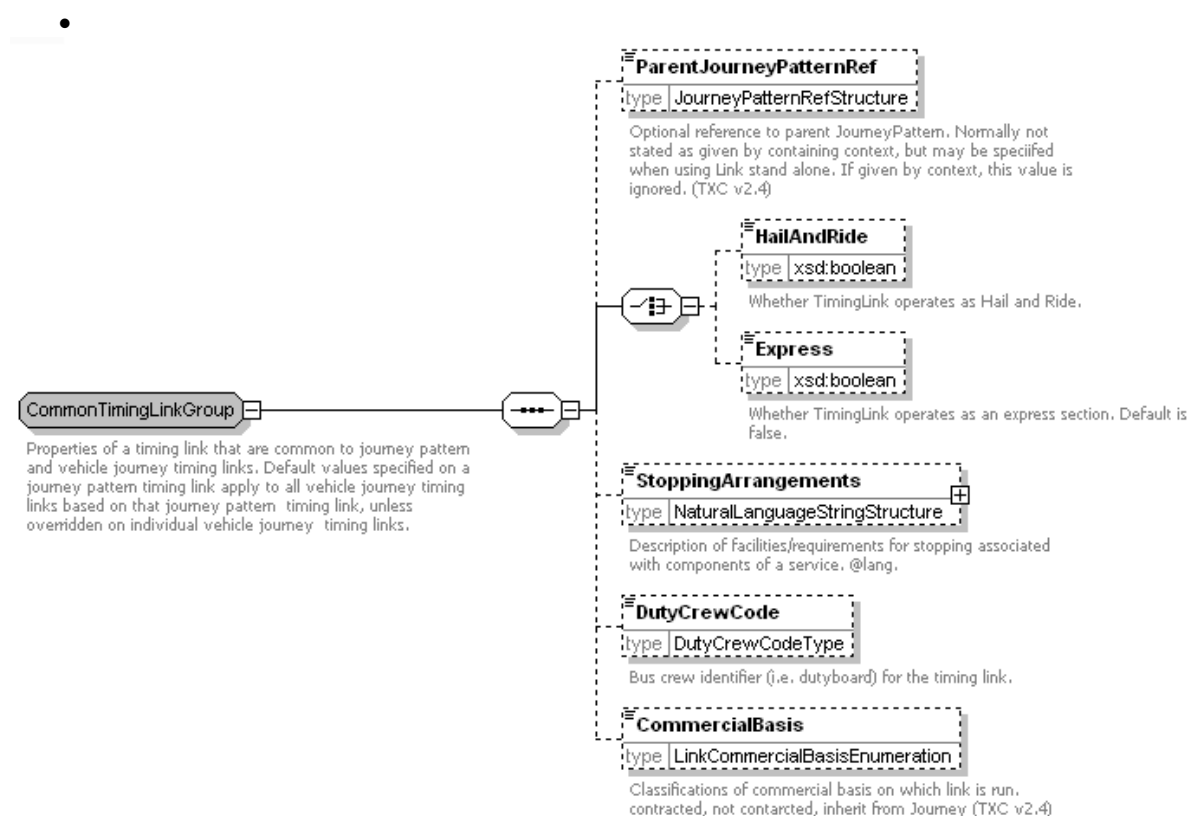 ParentJourneyPatternRef
type JourneyPatternRefStructure
Optional reference to parent JourneyPattern. Normally not
stated as given by containing context, but may be speciifed
when using Link stand alone. If given by context, this value is
ignored. (TXC v2.4)
HailAndRide
type xsd:boolean
Whether TimingLink operates as Hail and Ride.
Express
type xsd:boolean
Whether TimingLink operates as an express section. Default is
false.
CommonTimingLinkGroup
Properties of a timing link that are common to journey pattern
and vehicle journey timing links. Default values specified on a
journey pattern timing link apply to all vehicle journey timing
links based on that journey pattern timing link, unless
overridden on individual vehicle journey timing links.
StoppingArrangements
type NaturalLanguageStringStructure
Description of facilities/requirements for stopping associated
with components of a service. @lang.
DutyCrewCode
type DutyCrewCodeType
Bus crew identifier (i.e. dutyboard) for the timing link.
CommercialBasis
type LinkCommercialBasisEnumeration
Classifications of commercial basis on which link is run.
contracted, not contarcted, inherit from Journey (TXC v2.4)